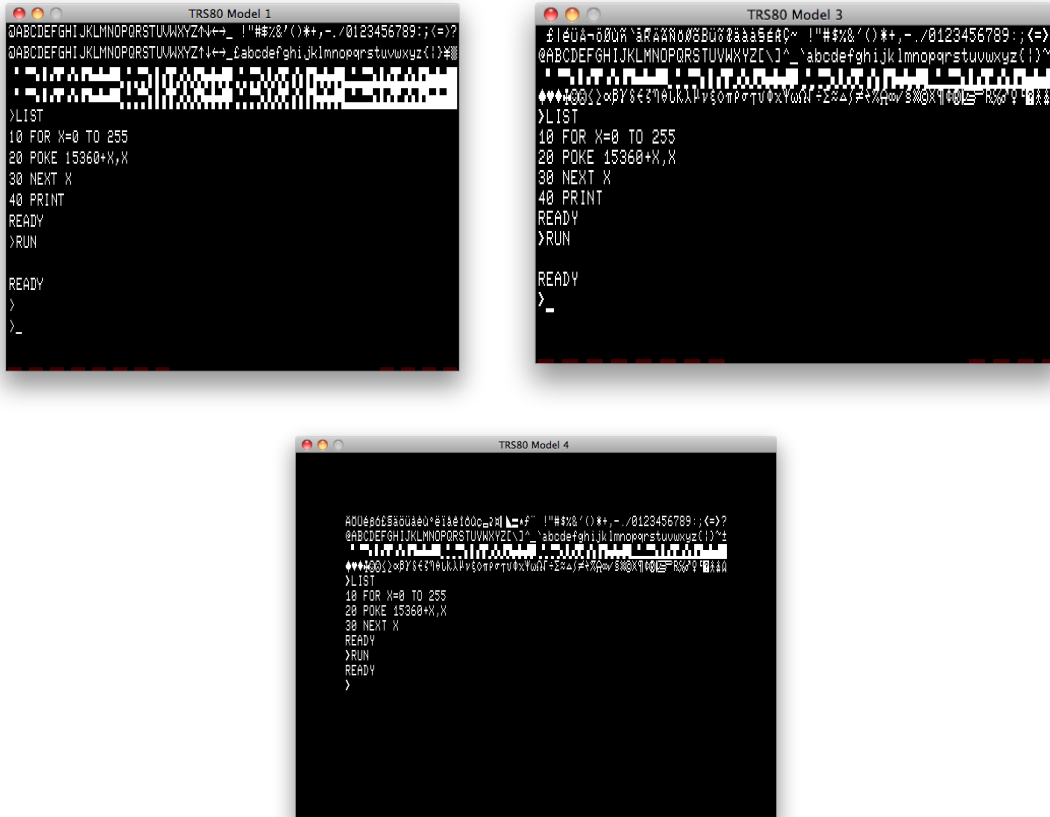 TRS80 Model 1
@ABCDEFGHIJKLMNOPQRSTUVWXYZ↑↓←→_ !"#$%&'()*+,-./0123456789:;<=>?
@ABCDEFGHIJKLMNOPQRSTUVWXYZ↑↓←→_£abcdefghijklmnopqrstuvwxyz{¦}¥▒
>LIST
10 FOR X=0 TO 255
20 POKE 15360+X,X
30 NEXT X
40 PRINT
READY
>RUN
READY
>
>_
TRS80 Model 3
!"#$%&'()*+,-./0123456789:;<=>
@ABCDEFGHIJKLMNOPQRSTUVWXYZ[\]^_`abcdefghijklmnopqrstuvwxyz{¦}~
>LIST
10 FOR X=0 TO 255
20 POKE 15360+X,X
30 NEXT X
40 PRINT
READY
>RUN
READY
>_
TRS80 Model 4
!"#$%&'()*+,-./0123456789:;<=>?
@ABCDEFGHIJKLMNOPQRSTUVWXYZ[\]^_`abcdefghijklmnopqrstuvwxyz{¦}~±
>LIST
10 FOR X=0 TO 255
20 POKE 15360+X,X
30 NEXT X
READY
>RUN
READY
>